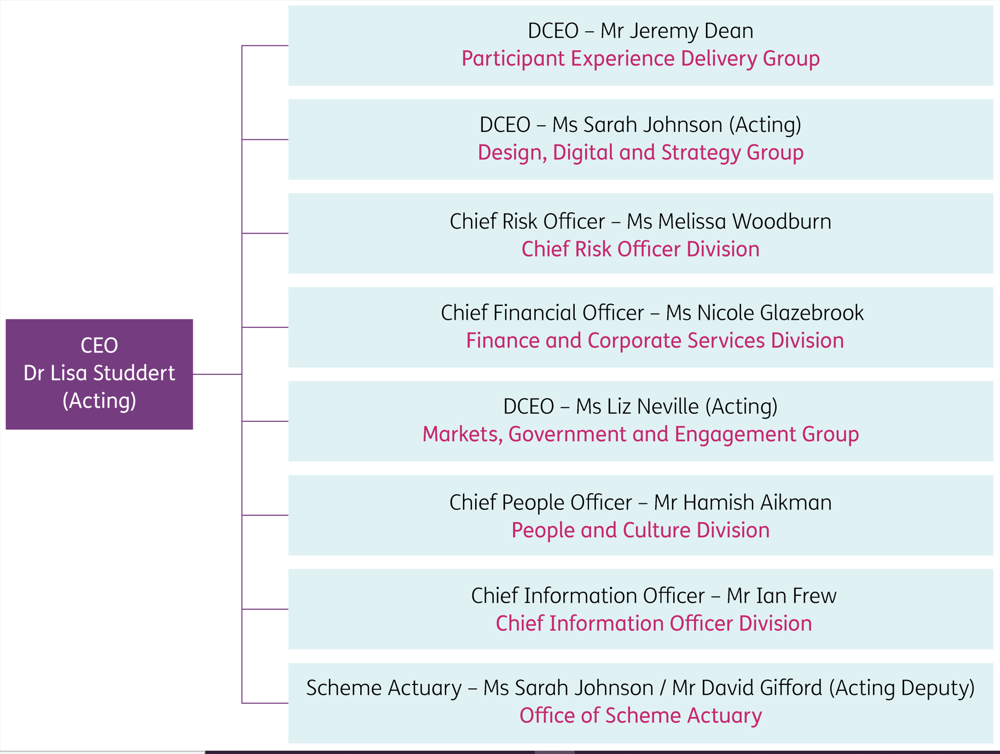 DCEO – Mr Jeremy Dean
Participant Experience Delivery Group
DCEO – Ms Sarah Johnson (Acting)
Design, Digital and Strategy Group
Chief Risk Officer – Ms Melissa Woodburn
Chief Risk Officer Division
Chief Financial Officer – Ms Nicole Glazebrook
Finance and Corporate Services Division
CEO
Dr Lisa Studdert
(Acting)
DCEO – Ms Liz Neville (Acting)
Markets, Government and Engagement Group
Chief People Officer – Mr Hamish Aikman
People and Culture Division
Chief Information Officer – Mr Ian Frew
Chief Information Officer Division
Scheme Actuary – Ms Sarah Johnson / Mr David Gifford (Acting Deputy)
Office of Scheme Actuary